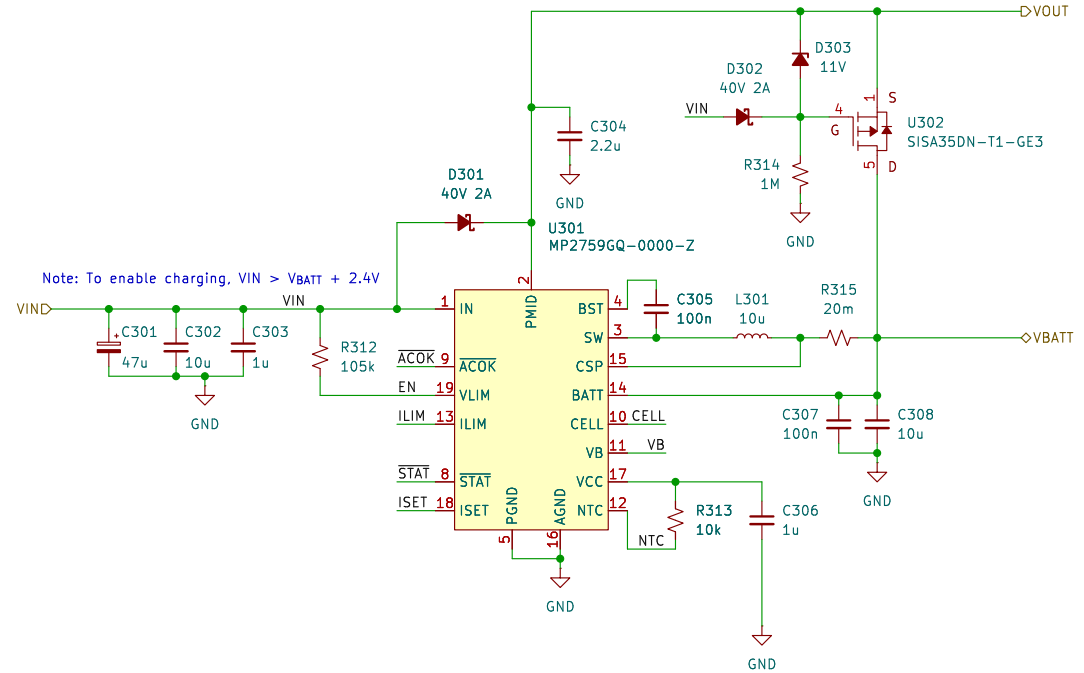 VOUT
D303
11V
D302
40V 2A
VIN
4
G
1
S
U302
SISA35DN-T1-GE3
5
D
R314
1M
GND
C304
2.2u
GND
D301
40V 2A
U301
MP2759GQ-0000-Z
Note: To enable charging, VIN > VBATT + 2.4V
VIN
VIN
C301
+
47u
C302
10u
C303
1u
GND
R312
105k
2
PMID
1
IN
ACOK
9
ACOK
EN
19
VLIM
ILIM
13
ILIM
STAT
8
STAT
ISET
18
ISET
BST
4
SW
3
CSP
15
BATT
14
CELL
10
CELL
VB
11
VB
VCC
17
NTC
12
NTC
PGND
5
AGND
16
GND
C305
100n
L301
10u
R315
20m
VBATT
C307
100n
C308
10u
GND
R313
10k
C306
1u
GND